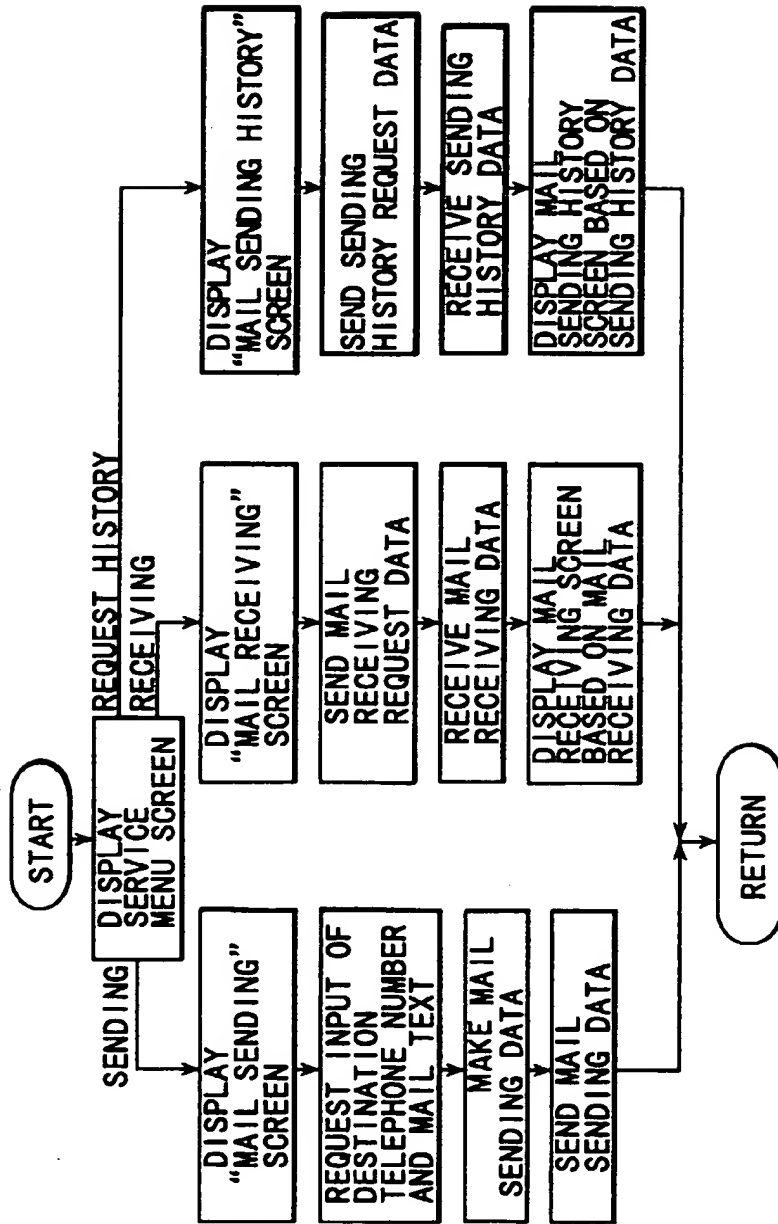 START
DISPLAY
SERVICE
MENU SCREEN
SENDING
RECEIVING
REQUEST HISTORY
DISPLAY
“MAIL SENDING”
SCREEN
REQUEST INPUT OF
DESTINATION
TELEPHONE NUMBER
AND MAIL TEXT
MAKE MAIL
SENDING DATA
SEND MAIL
SENDING DATA
DISPLAY
“MAIL RECEIVING”
SCREEN
SEND MAIL
RECEIVING
REQUEST DATA
RECEIVE MAIL
RECEIVING DATA
DISPLAY MAIL
RECEIVING SCREEN
BASED ON MAIL
RECEIVING DATA
DISPLAY
“MAIL SENDING HISTORY”
SCREEN
SEND SENDING
HISTORY REQUEST DATA
RECEIVE SENDING
HISTORY DATA
DISPLAY MAIL
SENDING HISTORY
SCREEN BASED ON
SENDING HISTORY DATA
RETURN